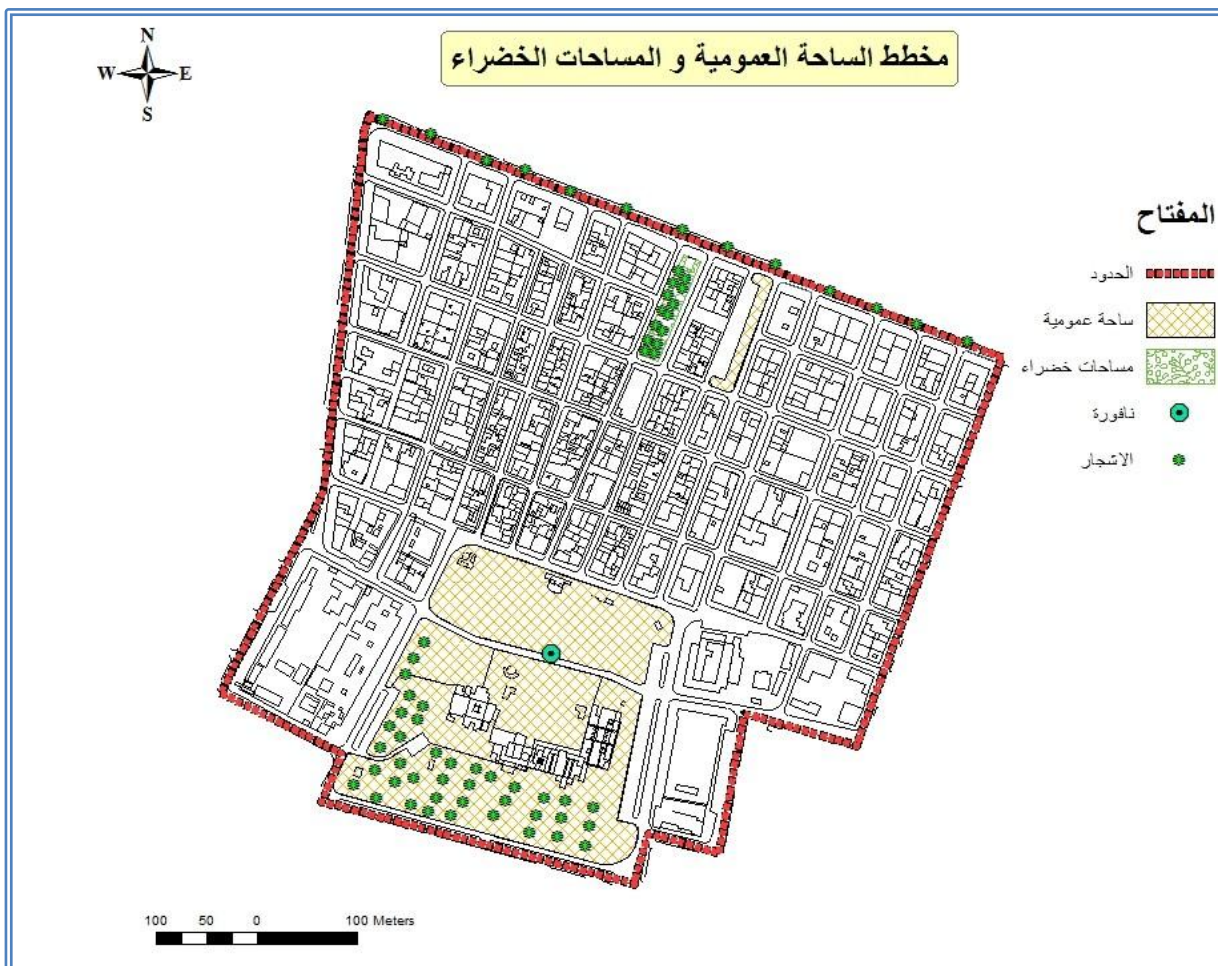 مخطط الساحة العمومية و المساحات الخضراء
N
W E
S
المفتاح
الحدود
ساحة عمومية
مساحات خضراء
نافورة
الاشجار
100 50 0 100 Meters